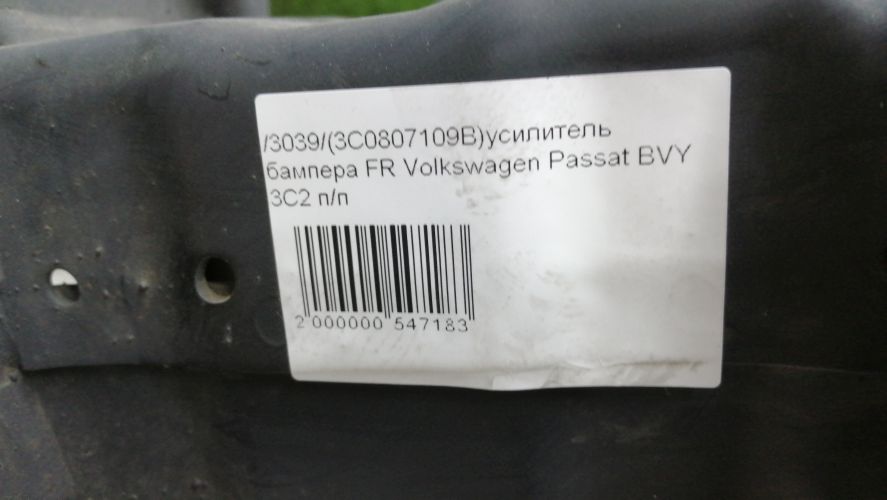 /3039/(3C0807109B)усилитель
бампера FR Volkswagen Passat BVY
3C2 п/п
2 000000 547183